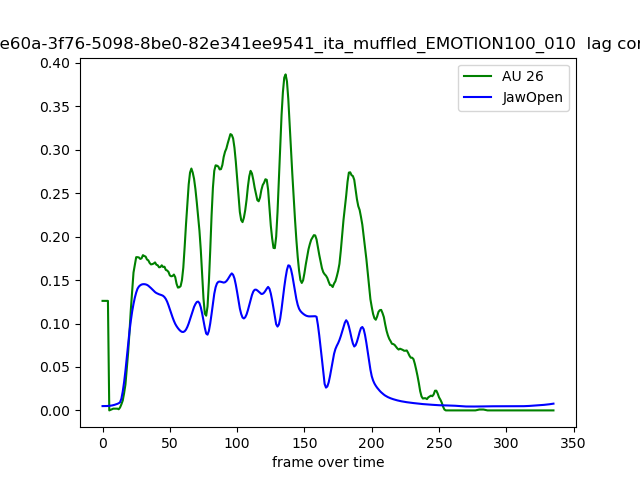 e60a-3f76-5098-8be0-82e341ee9541_ita_muffled_EMOTION100_010 lag cor
AU 26
JawOpen
0.40
0.35
0.30
0.25
0.20
0.15
0.10
0.05
0.00
0 50 100 150 200 250 300 350
frame over time